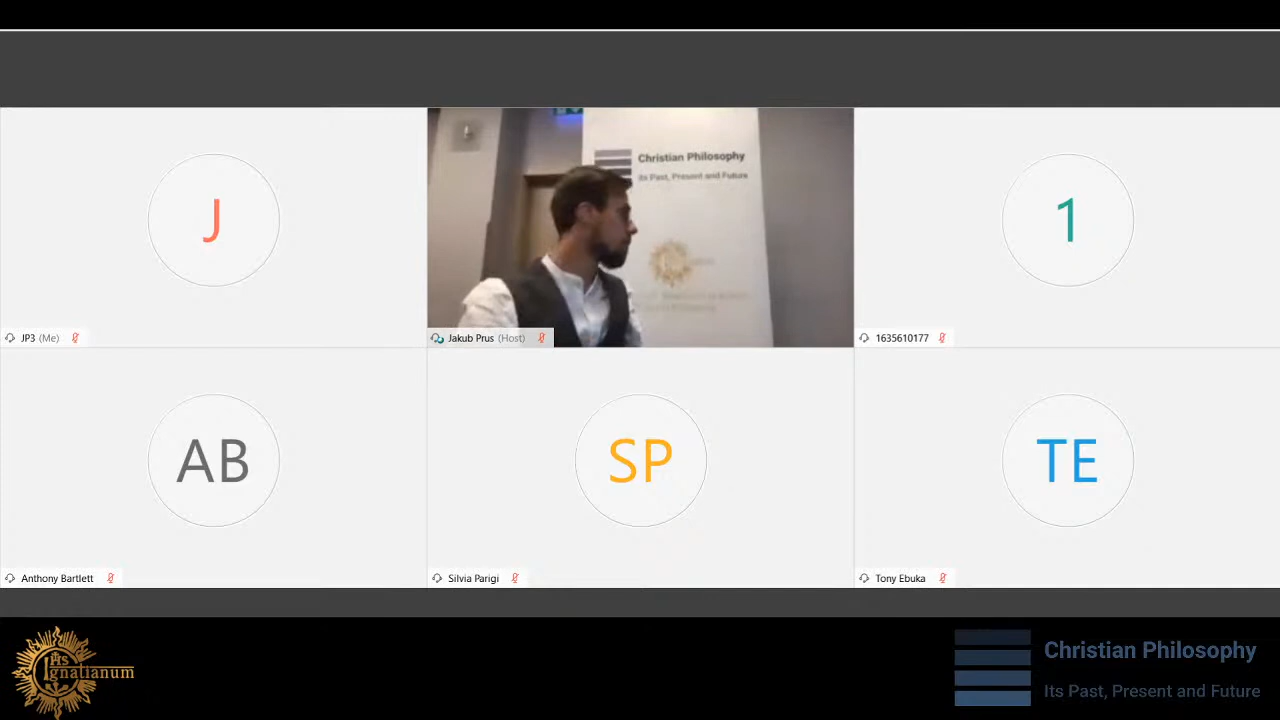 J
Christian Philosophy
Its Past, Present and Future
1
JP3 (Me)
Jakub Prus (Host)
1635610177
AB
SP
TE
Anthony Bartlett
Silvia Parigi
Tony Ebuka
IHS
Ignatianum
Christian Philosophy
Its Past, Present and Future